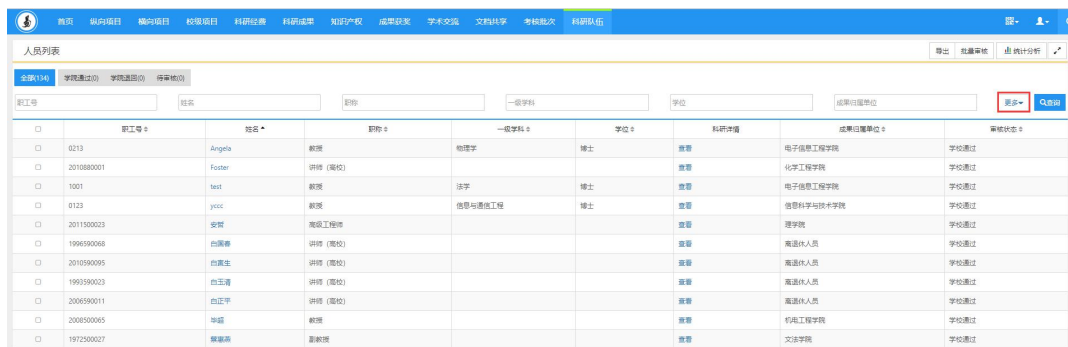 首页 纵向项目 横向项目 校级项目 科研经费 科研成果 知识产权 成果获奖 学术交流 文档共享 考核批次 科研队伍
人员列表 导出 批量审核 统计分析
全部(134) 学院通过(0) 学院退回(0) 待审核(0)
职工号 姓名 职称 一级学科 学位 成果归属单位 更多 查询
职工号 姓名 职称 一级学科 学位 科研详情 成果归属单位 审核状态
0213 Angela 教授 物理学 博士 查看 电子信息工程学院 学校通过
2010880001 Foster 讲师（高校） 查看 化学工程学院 学校通过
1001 test 教授 法学 博士 查看 电子信息工程学院 学校通过
0123 yccc 教授 信息与通信工程 博士 查看 信息科学与技术学院 学校通过
2011500023 安哲 高级工程师 查看 理学院 学校通过
1996590068 白国春 讲师（高校） 查看 离退休人员 学校通过
2010590095 白富生 讲师（高校） 查看 离退休人员 学校通过
1993590023 白玉清 讲师（高校） 查看 离退休人员 学校通过
2006590011 白正平 讲师（高校） 查看 离退休人员 学校通过
2008500065 教授 查看 机电工程学院 学校通过
1972500027 副教授 查看 文法学院 学校通过